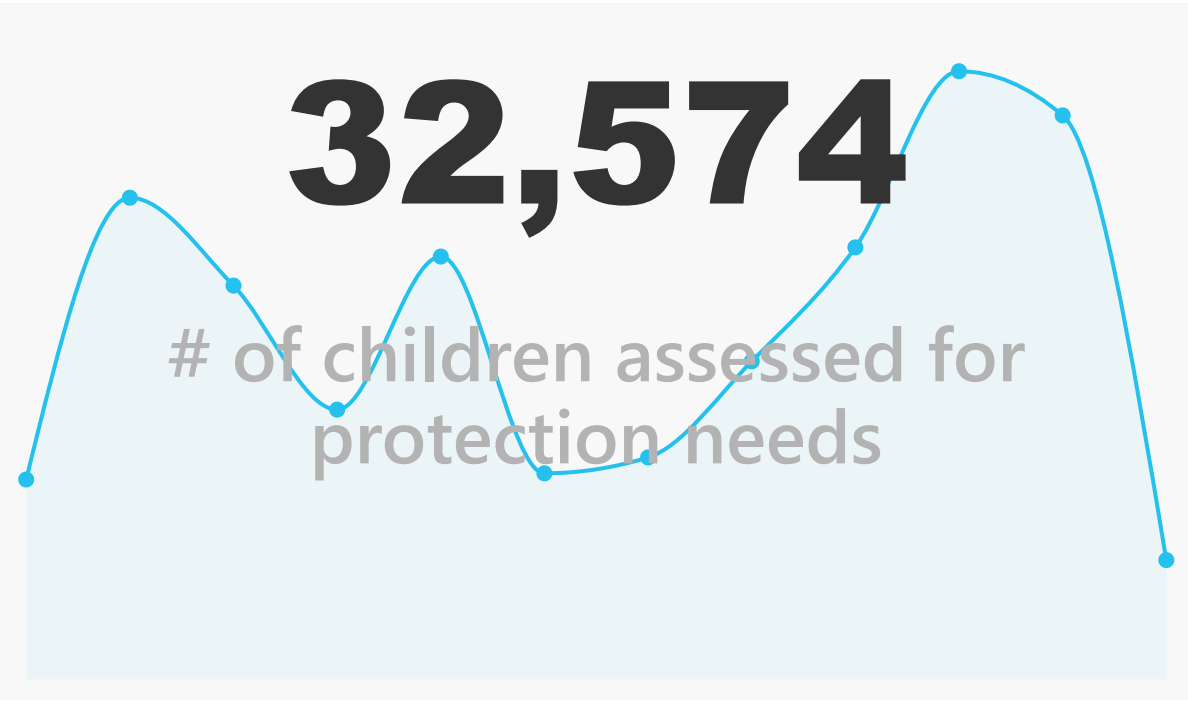 32,574
# of children assessed for
protection needs